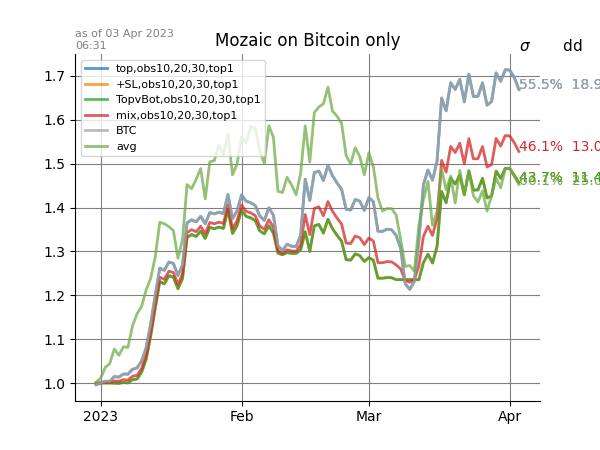 as of 03 Apr 2023
06:31
Mozaic on Bitcoin only
σ dd
top,obs10,20,30,top1
+SL,obs10,20,30,top1
TopvBot,obs10,20,30,top1
mix,obs10,20,30,top1
BTC
avg
1.7
1.6
1.5
1.4
1.3
1.2
1.1
1.0
55.5% 18.9
46.1% 13.0
43.7%
2023 Feb Mar Apr